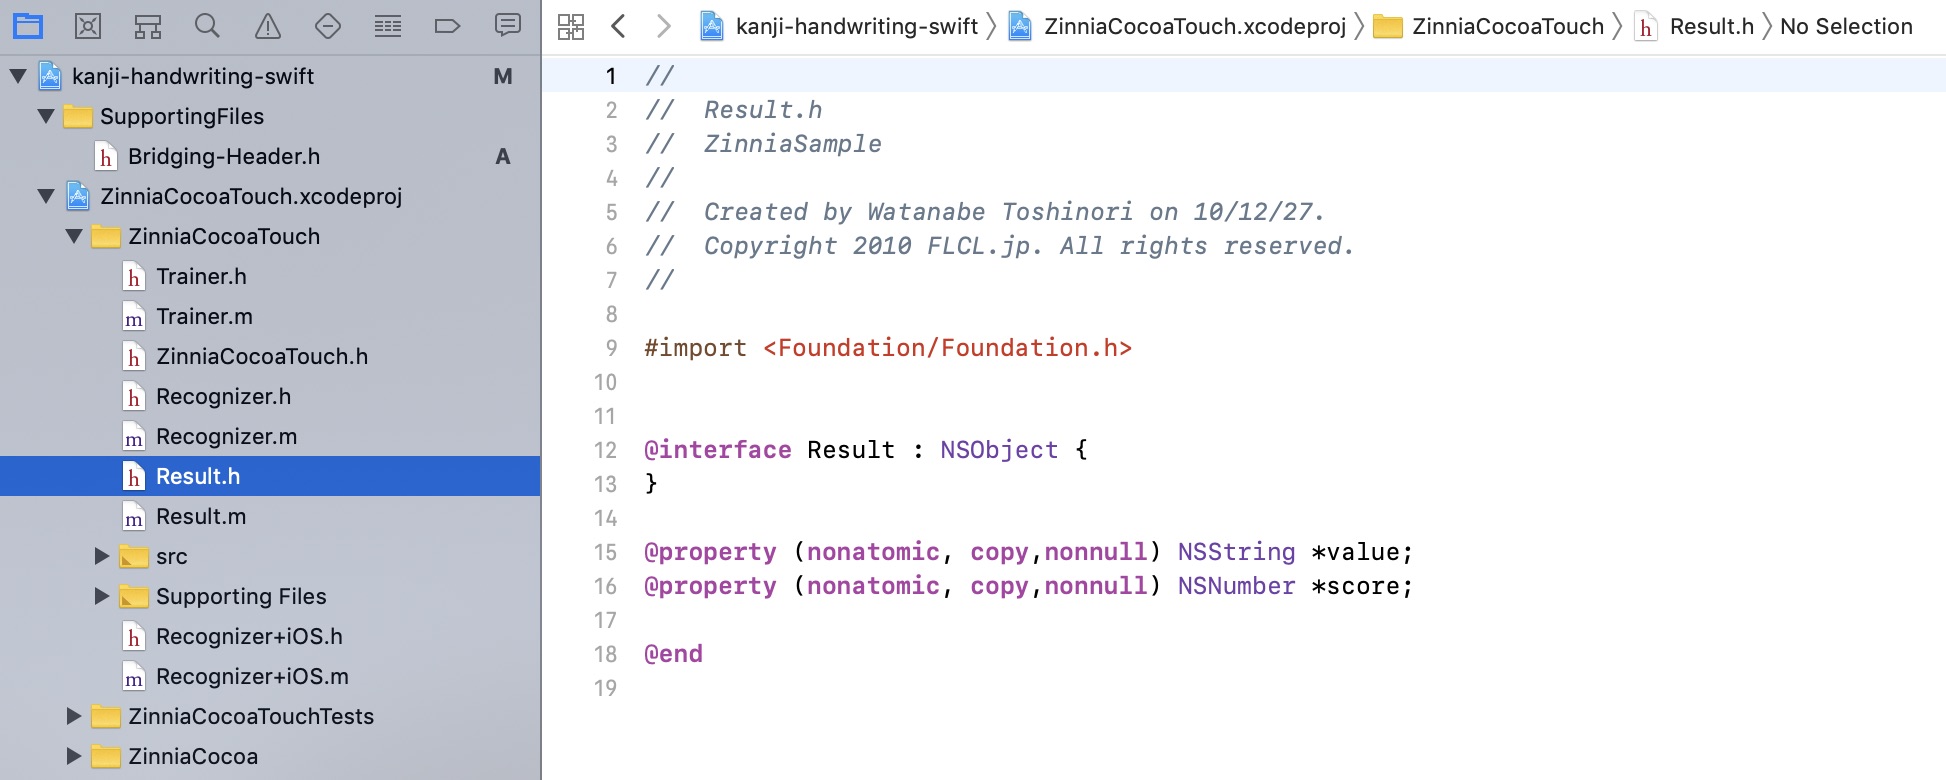 kanji-handwriting-swift M
SupportingFiles
Bridging-Header.h A
ZinniaCocoaTouch.xcodeproj
ZinniaCocoaTouch
Trainer.h
Trainer.m
ZinniaCocoaTouch.h
Recognizer.h
Recognizer.m
Result.h
Result.m
src
Supporting Files
Recognizer+iOS.h
Recognizer+iOS.m
ZinniaCocoaTouchTests
ZinniaCocoa
kanji-handwriting-swift ZinniaCocoaTouch.xcodeproj ZinniaCocoaTouch Result.h No Selection
1 //
2 // Result.h
3 // ZinniaSample
4 //
5 // Created by Watanabe Toshinori on 10/12/27.
6 // Copyright 2010 FLCL.jp. All rights reserved.
7 //
8
9 #import <Foundation/Foundation.h>
10
11
12 @interface Result : NSObject {
13 }
14
15 @property (nonatomic, copy,nonnull) NSString *value;
16 @property (nonatomic, copy,nonnull) NSNumber *score;
17
18 @end
19